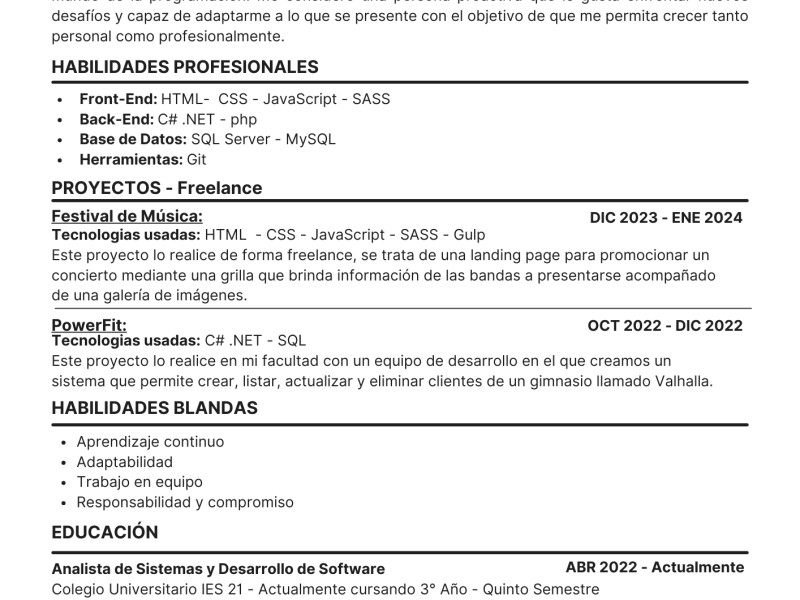 desafíos y capaz de adaptarme a lo que se presente con el objetivo de que me permita crecer tanto
personal como profesionalmente.
HABILIDADES PROFESIONALES
• Front-End: HTML-  CSS - JavaScript - SASS
• Back-End: C# .NET - php
• Base de Datos: SQL Server - MySQL
• Herramientas: Git
PROYECTOS - Freelance
Festival de Música: DIC 2023 - ENE 2024
Tecnologias usadas: HTML  - CSS - JavaScript - SASS - Gulp
Este proyecto lo realice de forma freelance, se trata de una landing page para promocionar un
concierto mediante una grilla que brinda información de las bandas a presentarse acompañado
de una galería de imágenes.
PowerFit: OCT 2022 - DIC 2022
Tecnologias usadas: C# .NET - SQL
Este proyecto lo realice en mi facultad con un equipo de desarrollo en el que creamos un
sistema que permite crear, listar, actualizar y eliminar clientes de un gimnasio llamado Valhalla.
HABILIDADES BLANDAS
• Aprendizaje continuo
• Adaptabilidad
• Trabajo en equipo
• Responsabilidad y compromiso
EDUCACIÓN
Analista de Sistemas y Desarrollo de Software ABR 2022 - Actualmente
Colegio Universitario IES 21 - Actualmente cursando 3° Año - Quinto Semestre